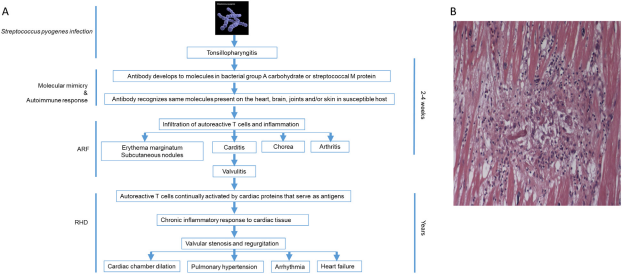 A
B
Streptococcus pyogenes infection
Tonsillopharyngitis
Antibody develops to molecules in bacterial group A carbohydrate or streptococcal M protein
Molecular mimicry
&
Autoimmune response
Antibody recognizes same molecules present on the heart, brain, joints and/or skin in susceptible host
2-4 weeks
Infiltration of autoreactive T cells and inflammation
ARF
Erythema marginatum
Subcutaneous nodules
Carditis
Chorea
Arthritis
Valvulitis
Autoreactive T cells continually activated by cardiac proteins that serve as antigens
RHD
Chronic inflammatory response to cardiac tissue
Years
Valvular stenosis and regurgitation
Cardiac chamber dilation
Pulmonary hypertension
Arrhythmia
Heart failure